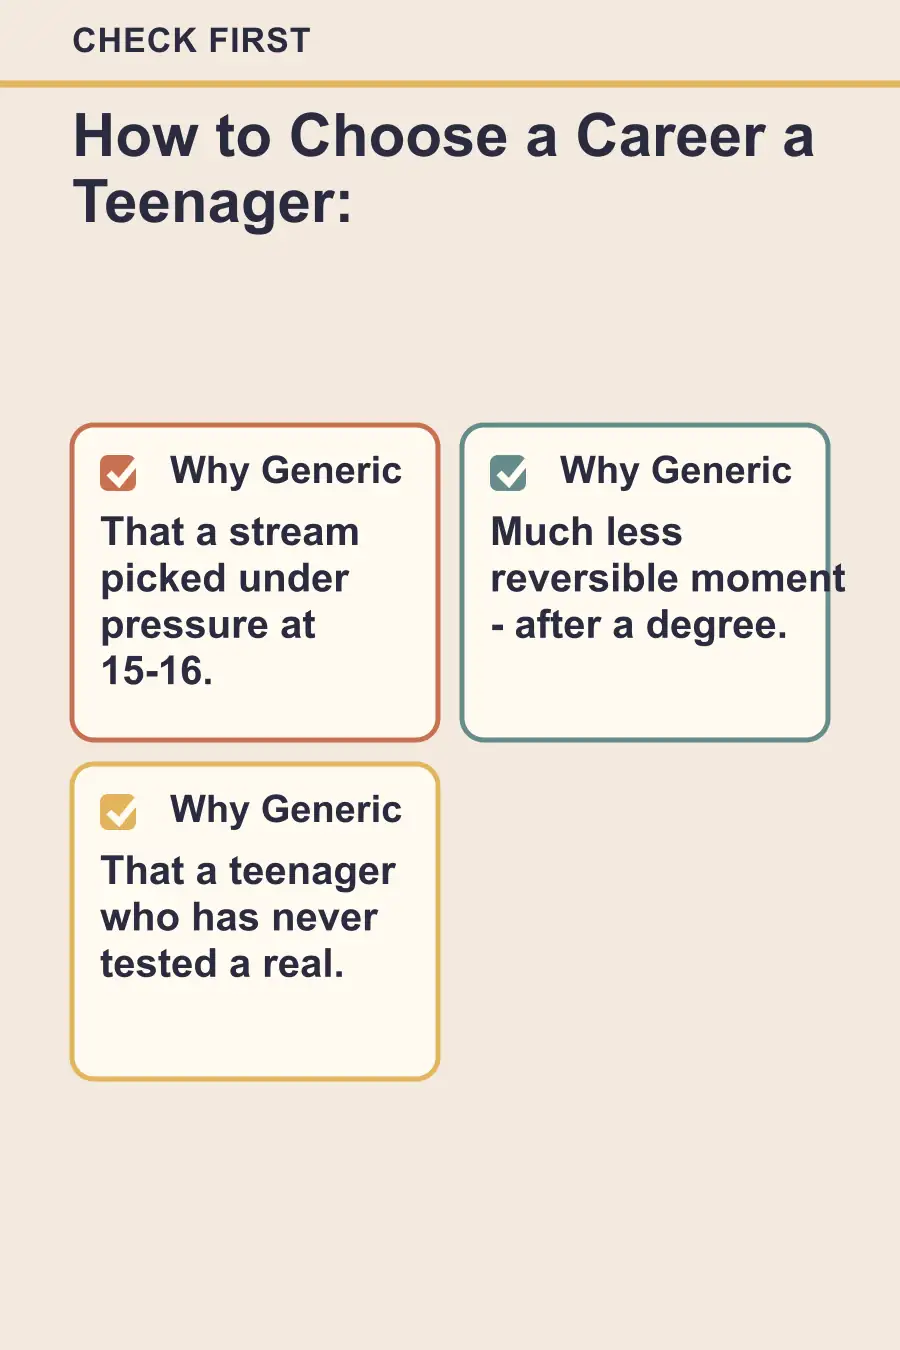 CHECK FIRST
How to Choose a Career a
Teenager:
Why Generic
That a stream
picked under
pressure at
15-16.
Why Generic
Much less
reversible moment
- after a degree.
Why Generic
That a teenager
who has never
tested a real.